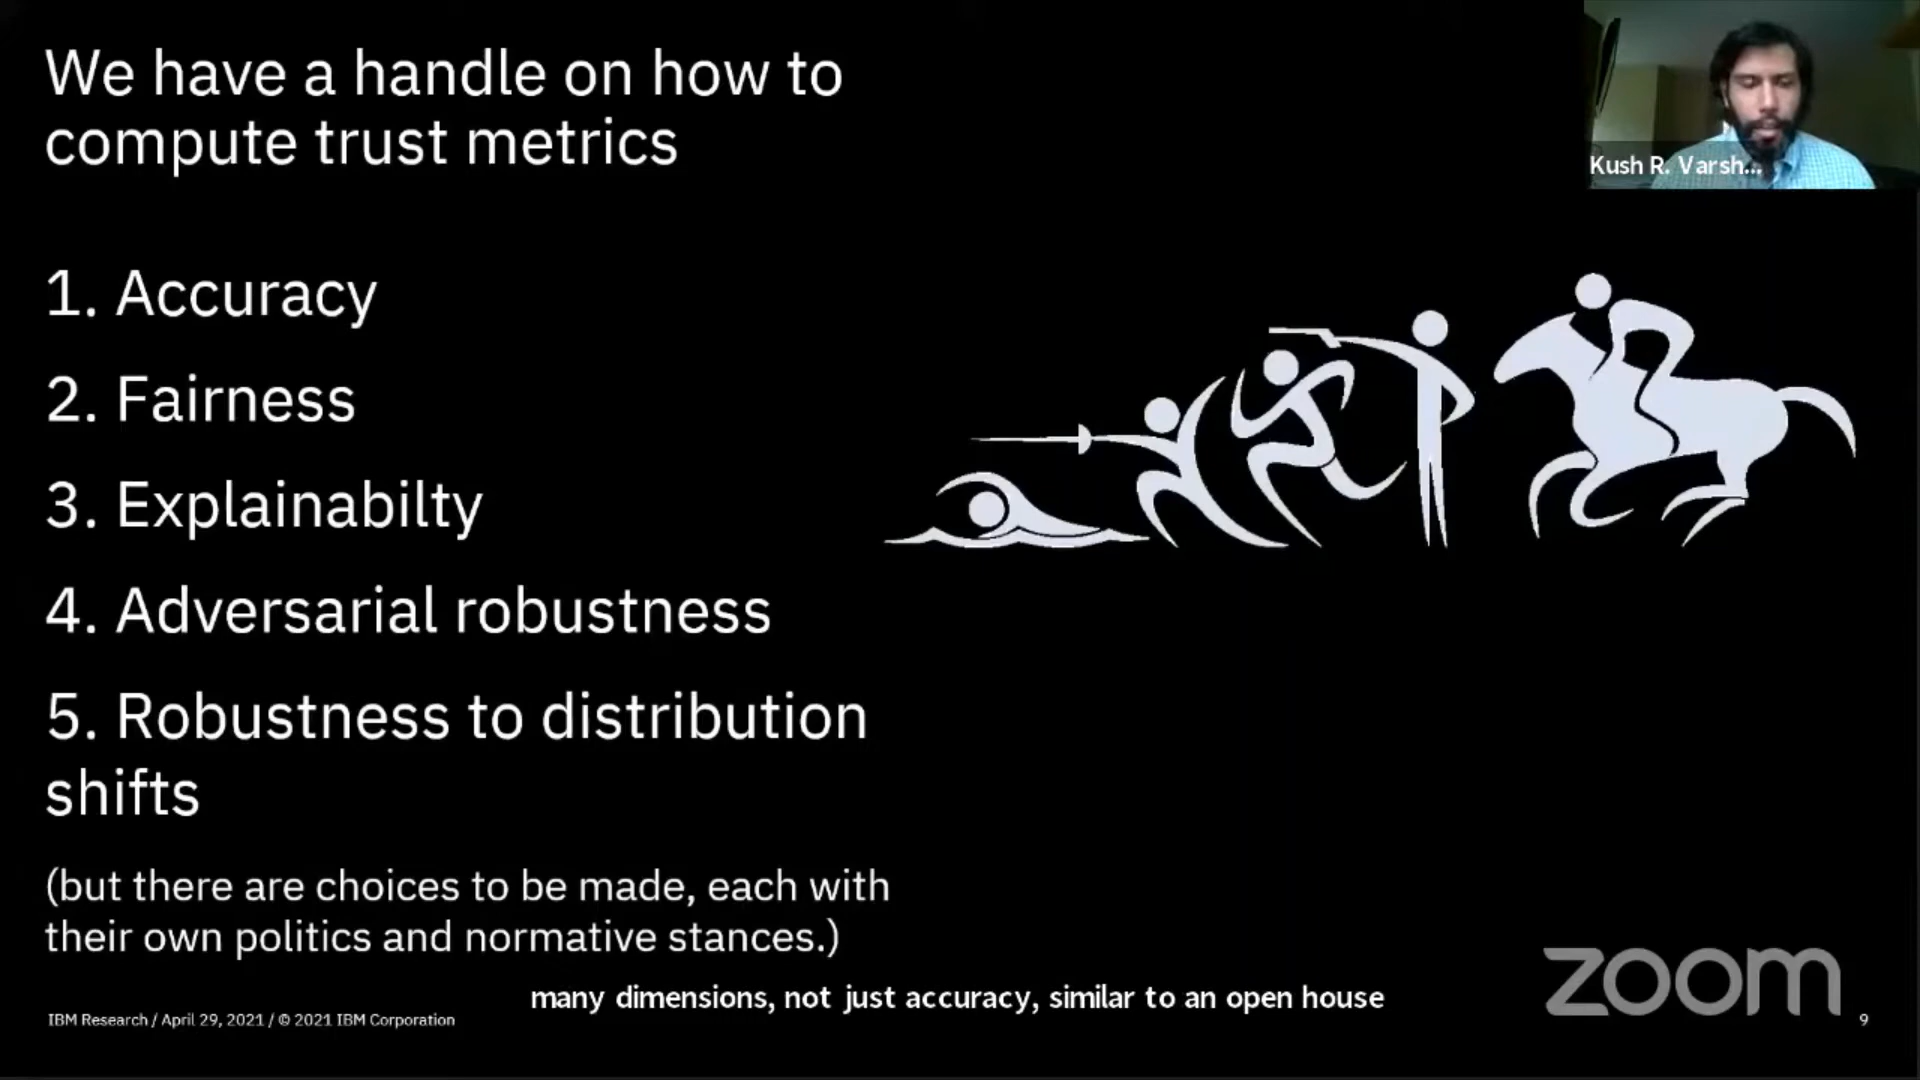 We have a handle on how to
compute trust metrics
Kush R. Varsh...
1. Accuracy
2. Fairness
3. Explainabilty
4. Adversarial robustness
5. Robustness to distribution
shifts
(but there are choices to be made, each with
their own politics and normative stances.)
many dimensions, not just accuracy, similar to an open house
IBM Research / April 29, 2021 / © 2021 IBM Corporation
zoom
9